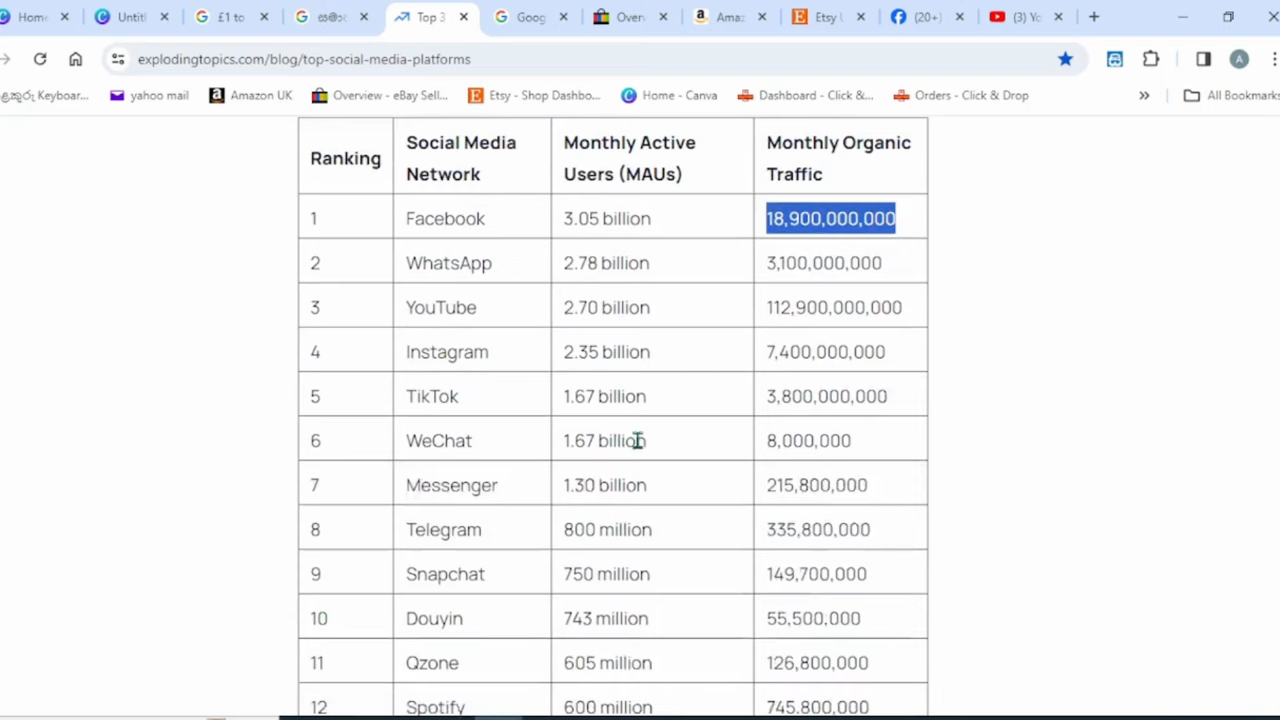 Home
Untitl
£1 to
Top 3
Goog
Over
Amaz
Etsy
(20+)
(3) Yo
explodingtopics.com/blog/top-social-media-platforms
A
ළකුරු Keyboar...
yahoo mail
Amazon UK
Overview - eBay Sell...
Etsy - Shop Dashbo...
Home - Canva
Dashboard - Click &...
Orders - Click & Drop
All Bookmarks
Ranking Social Media Network Monthly Active Users (MAUs) Monthly Organic Traffic
1 Facebook 3.05 billion 18,900,000,000
2 WhatsApp 2.78 billion 3,100,000,000
3 YouTube 2.70 billion 112,900,000,000
4 Instagram 2.35 billion 7,400,000,000
5 TikTok 1.67 billion 3,800,000,000
6 WeChat 1.67 billion 8,000,000
7 Messenger 1.30 billion 215,800,000
8 Telegram 800 million 335,800,000
9 Snapchat 750 million 149,700,000
10 Douyin 743 million 55,500,000
11 Qzone 605 million 126,800,000
12 Spotify 600 million 745,800,000